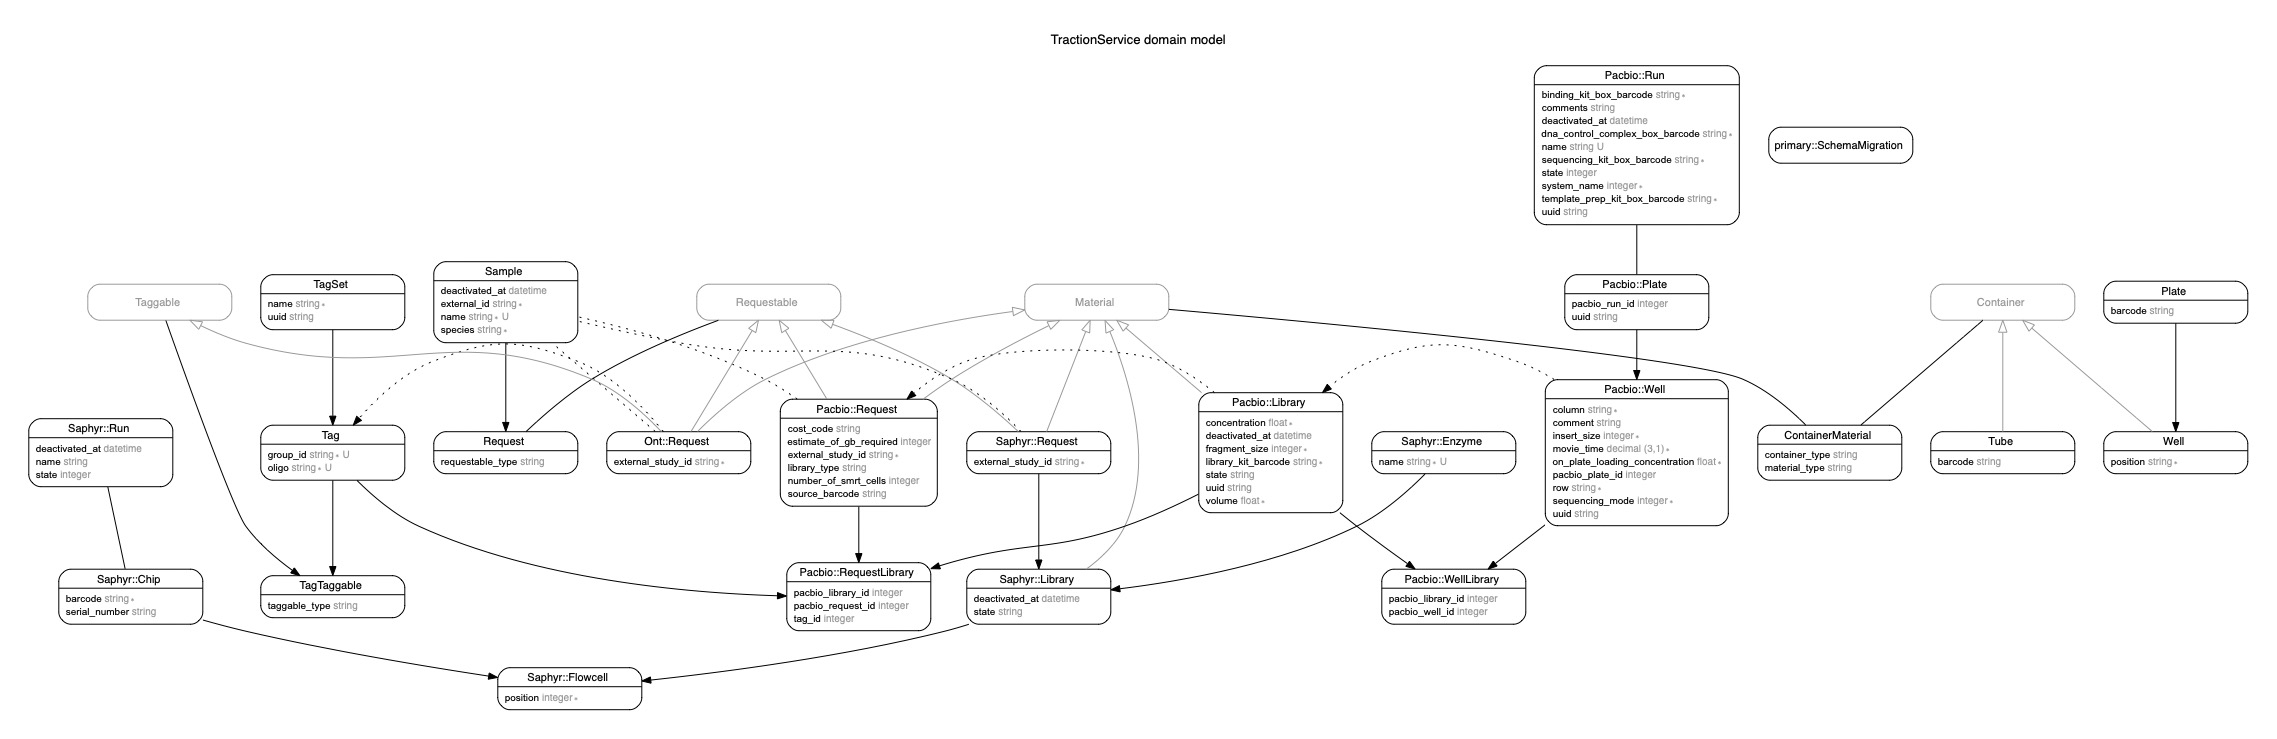 TractionService domain model
Pacbio::Run
binding_kit_box_barcode string *
comments string
deactivated_at datetime
dna_control_complex_box_barcode string *
name string U
sequencing_kit_box_barcode string *
state integer
system_name integer *
template_prep_kit_box_barcode string *
uuid string
primary::SchemaMigration
Taggable
TagSet
name string *
uuid string
Sample
deactivated_at datetime
external_id string *
name string * U
species string *
Requestable
Material
Pacbio::Plate
pacbio_run_id integer
uuid string
Container
Plate
barcode string
Saphyr::Run
deactivated_at datetime
name string
state integer
Tag
group_id string * U
oligo string * U
Request
requestable_type string
Ont::Request
external_study_id string *
Pacbio::Request
cost_code string
estimate_of_gb_required integer
external_study_id string *
library_type string
number_of_smrt_cells integer
source_barcode string
Saphyr::Request
external_study_id string *
Pacbio::Library
concentration float *
deactivated_at datetime
fragment_size integer *
library_kit_barcode string *
state string
uuid string
volume float *
Saphyr::Enzyme
name string * U
Pacbio::Well
column string *
comment string
insert_size integer *
movie_time decimal (3,1) *
on_plate_loading_concentration float *
pacbio_plate_id integer
row string *
sequencing_mode integer *
uuid string
ContainerMaterial
container_type string
material_type string
Tube
barcode string
Well
position string *
Saphyr::Chip
barcode string *
serial_number string
TagTaggable
taggable_type string
Pacbio::RequestLibrary
pacbio_library_id integer
pacbio_request_id integer
tag_id integer
Saphyr::Library
deactivated_at datetime
state string
Pacbio::WellLibrary
pacbio_library_id integer
pacbio_well_id integer
Saphyr::Flowcell
position integer *